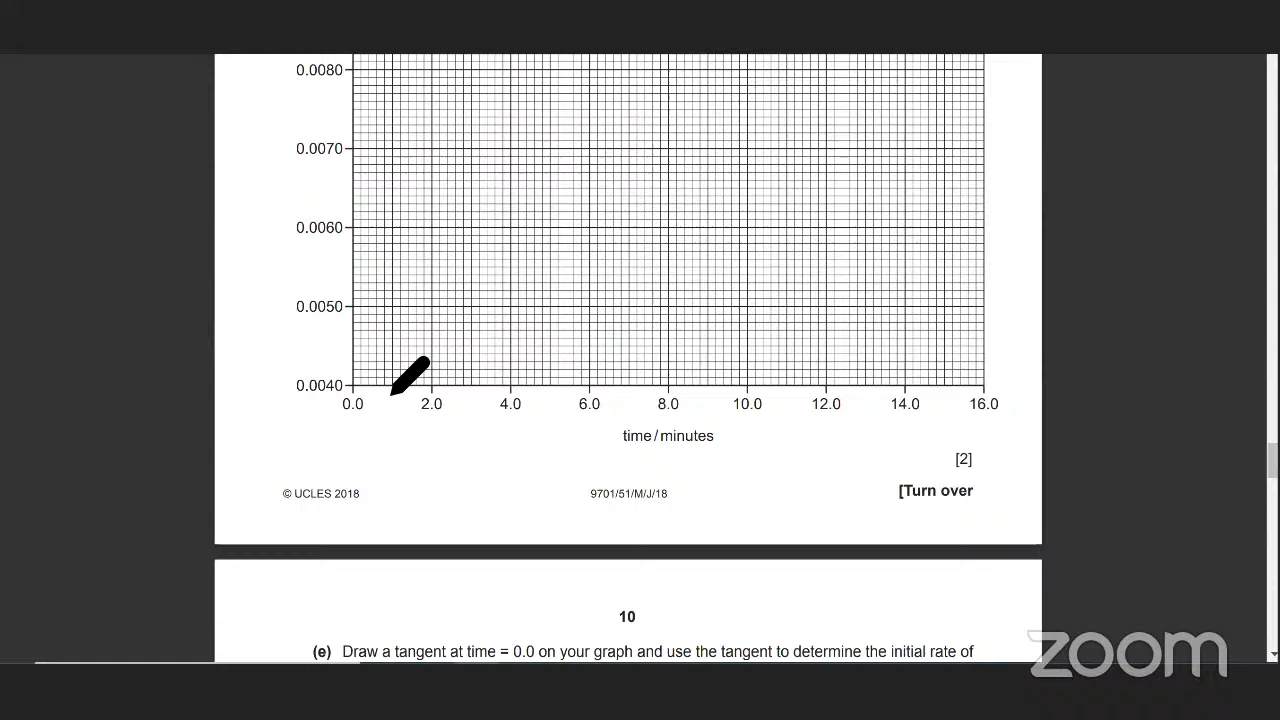 0.0080
0.0070
0.0060
0.0050
0.0040
0.0 2.0 4.0 6.0 8.0 10.0 12.0 14.0 16.0
time / minutes
[2]
© UCLES 2018 9701/51/M/J/18 [Turn over
10
(e) Draw a tangent at time = 0.0 on your graph and use the tangent to determine the initial rate of
zoom